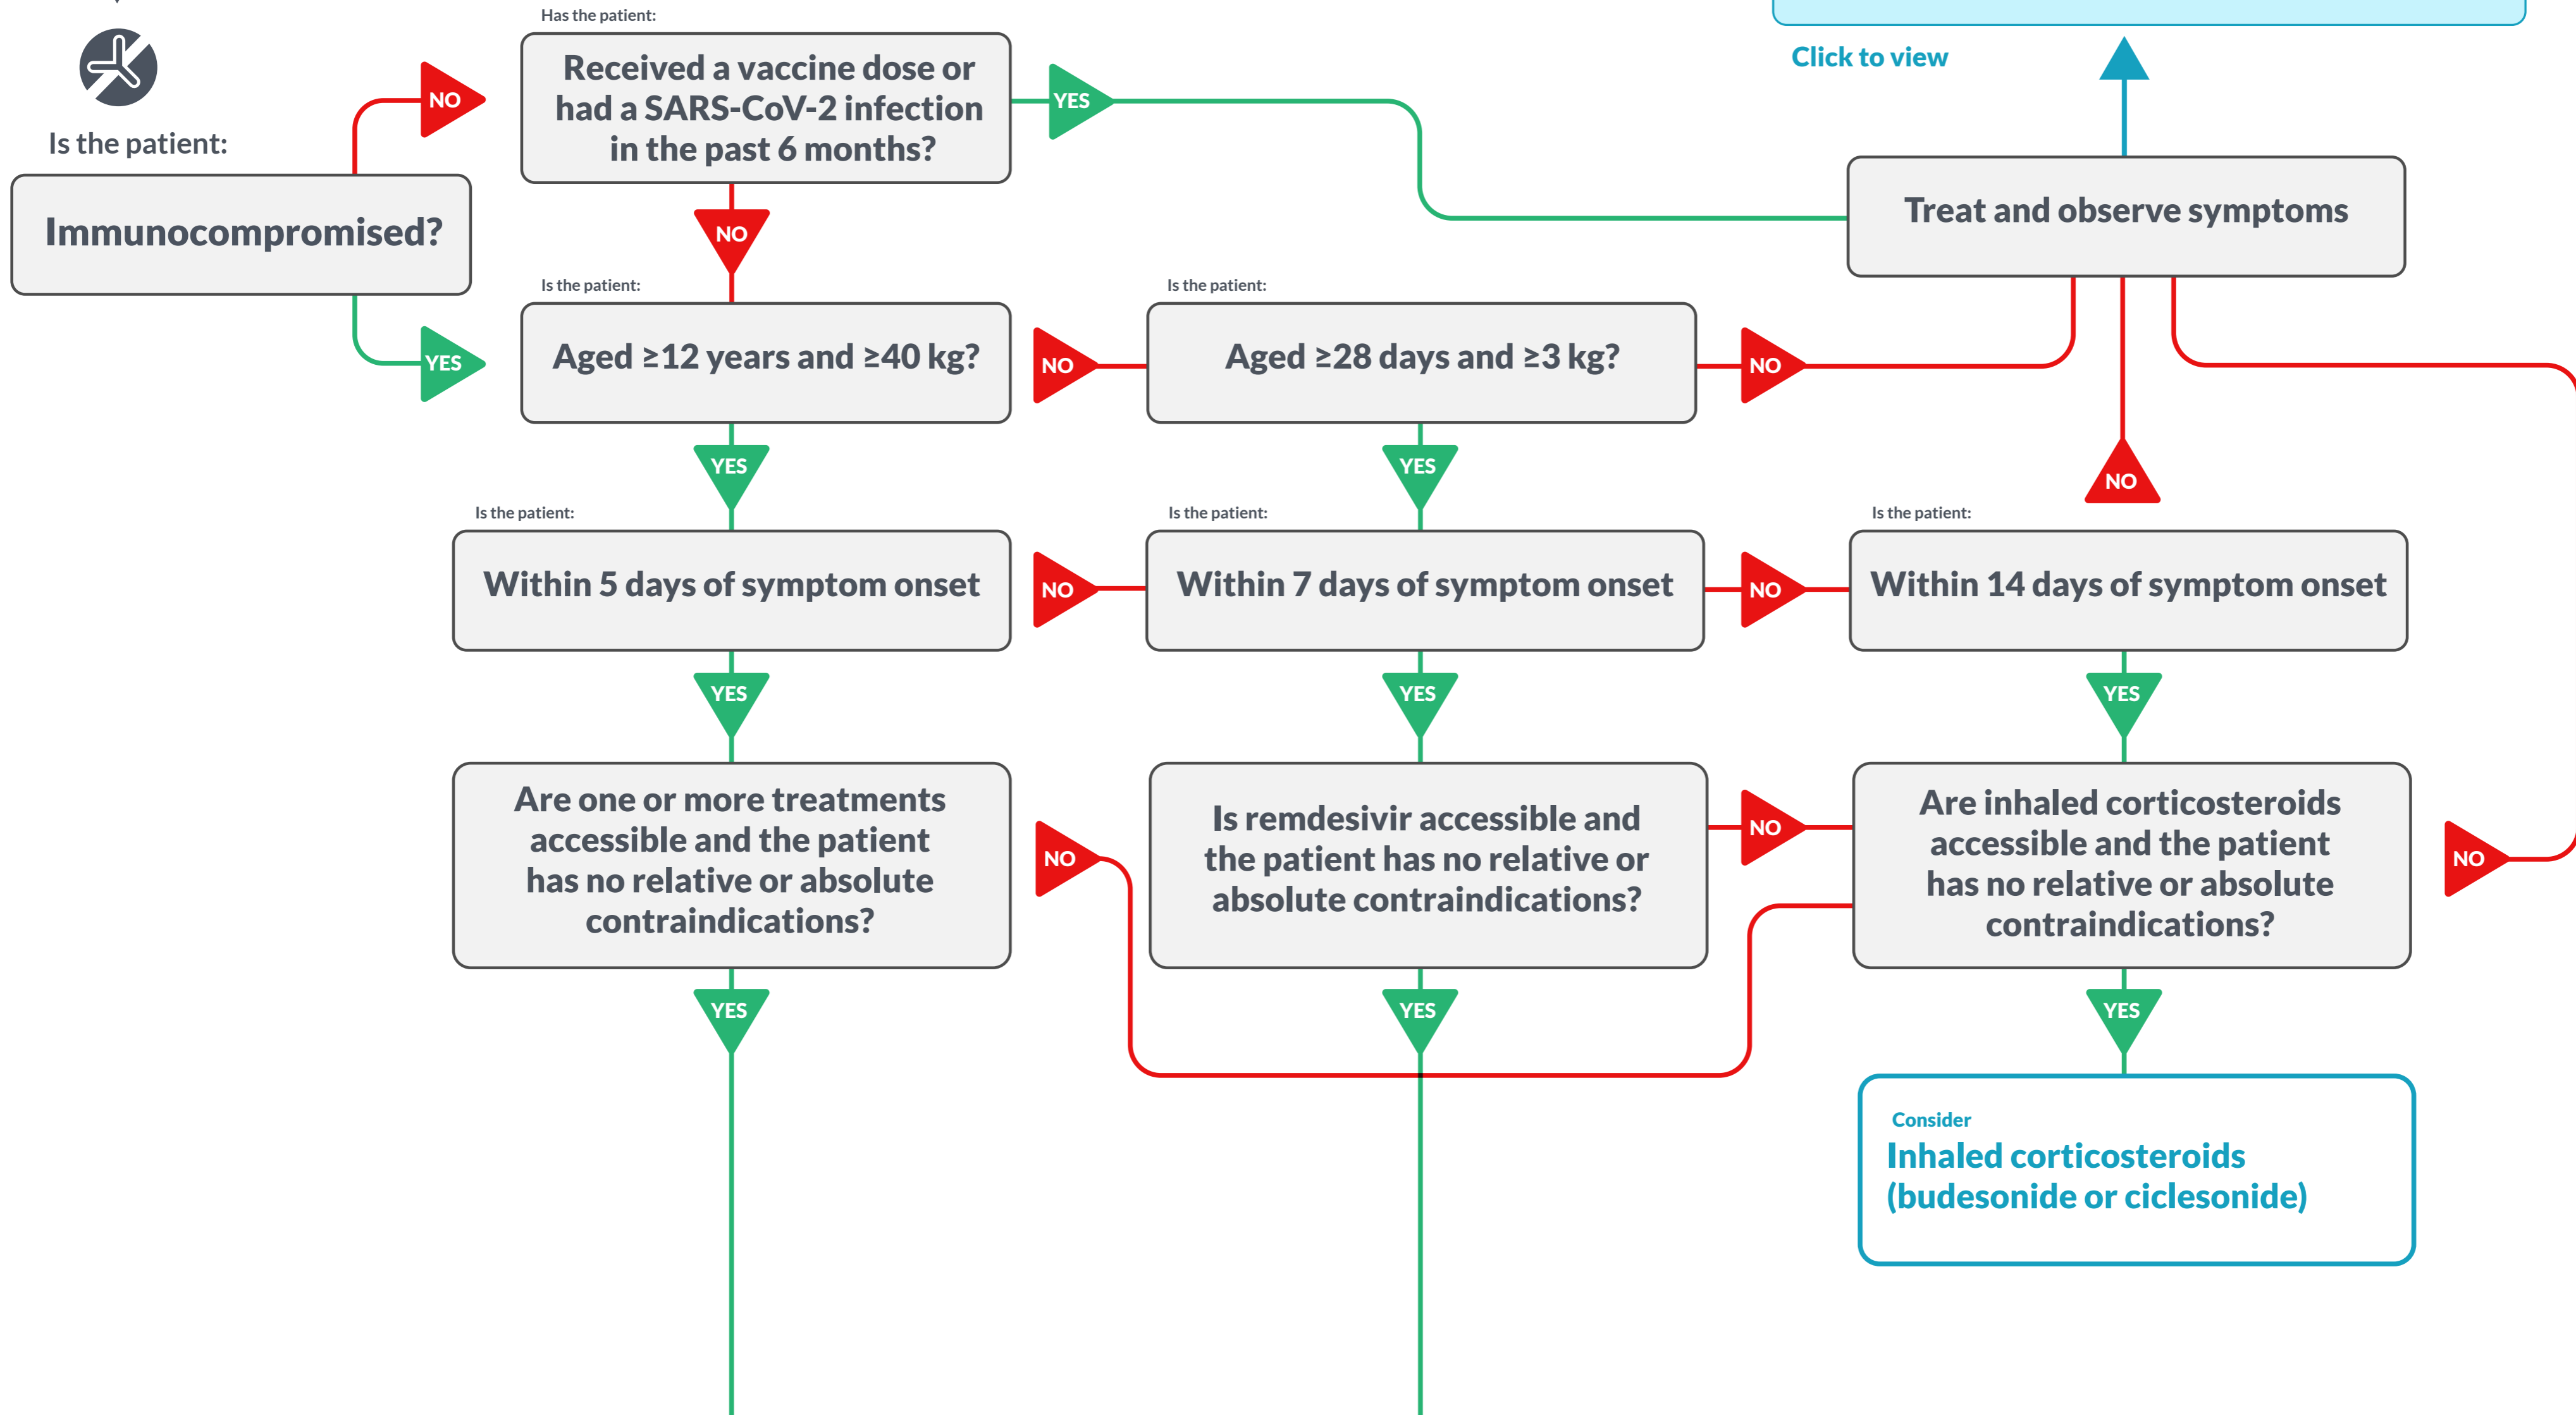 Has the patient:
Received a vaccine dose or
had a SARS-CoV-2 infection
in the past 6 months?
Click to view
NO
YES
Is the patient:
Immunocompromised?
Treat and observe symptoms
NO
YES
Is the patient:
Aged ≥12 years and ≥40 kg?
NO
Is the patient:
Aged ≥28 days and ≥3 kg?
NO
YES
YES
NO
Is the patient:
Within 5 days of symptom onset
NO
Is the patient:
Within 7 days of symptom onset
NO
Is the patient:
Within 14 days of symptom onset
YES
YES
YES
Are one or more treatments
accessible and the patient
has no relative or absolute
contraindications?
NO
Is remdesivir accessible and
the patient has no relative or
absolute contraindications?
NO
Are inhaled corticosteroids
accessible and the patient
has no relative or absolute
contraindications?
NO
YES
YES
YES
Consider
Inhaled corticosteroids
(budesonide or ciclesonide)